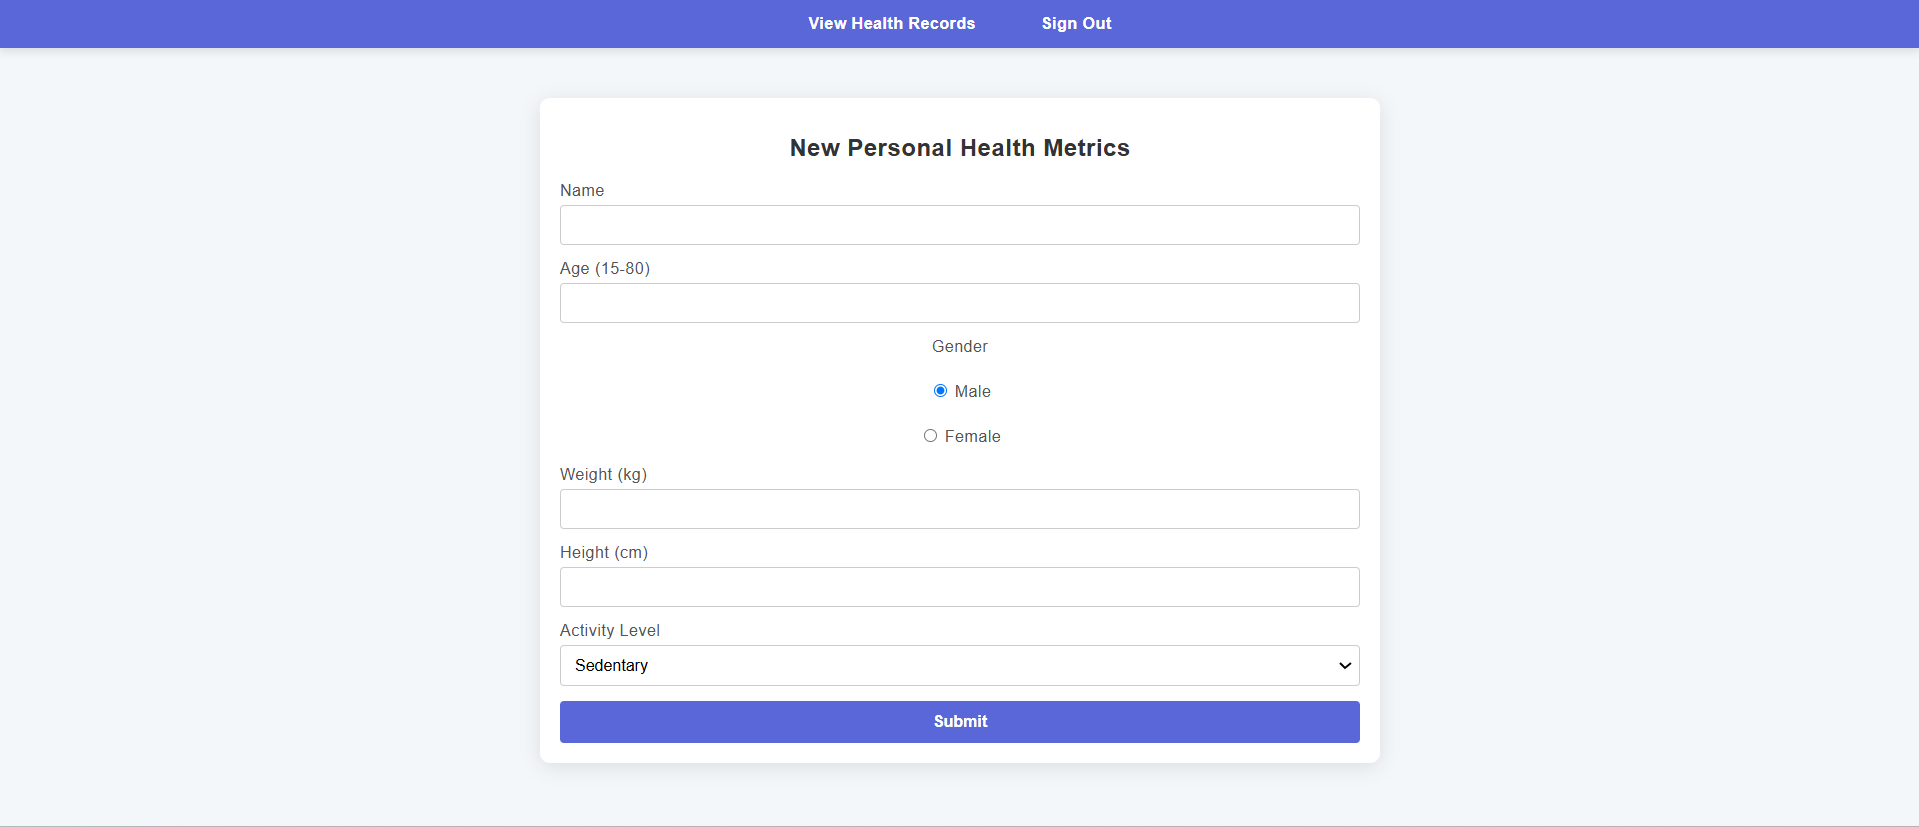 View Health Records Sign Out
New Personal Health Metrics
Name
Age (15-80)
Gender
Male
Female
Weight (kg)
Height (cm)
Activity Level
Sedentary
Submit